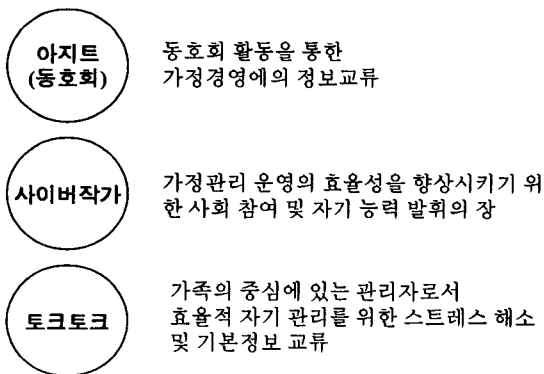 아지트
(동호회)
동호회 활동을 통한
가정경영에의 정보교류
사이버작가
가정관리 운영의 효율성을 향상시키기 위
한 사회 참여 및 자기 능력 발휘의 장
토크토크
가족의 중심에 있는 관리자로서
효율적 자기 관리를 위한 스트레스 해소
및 기본정보 교류